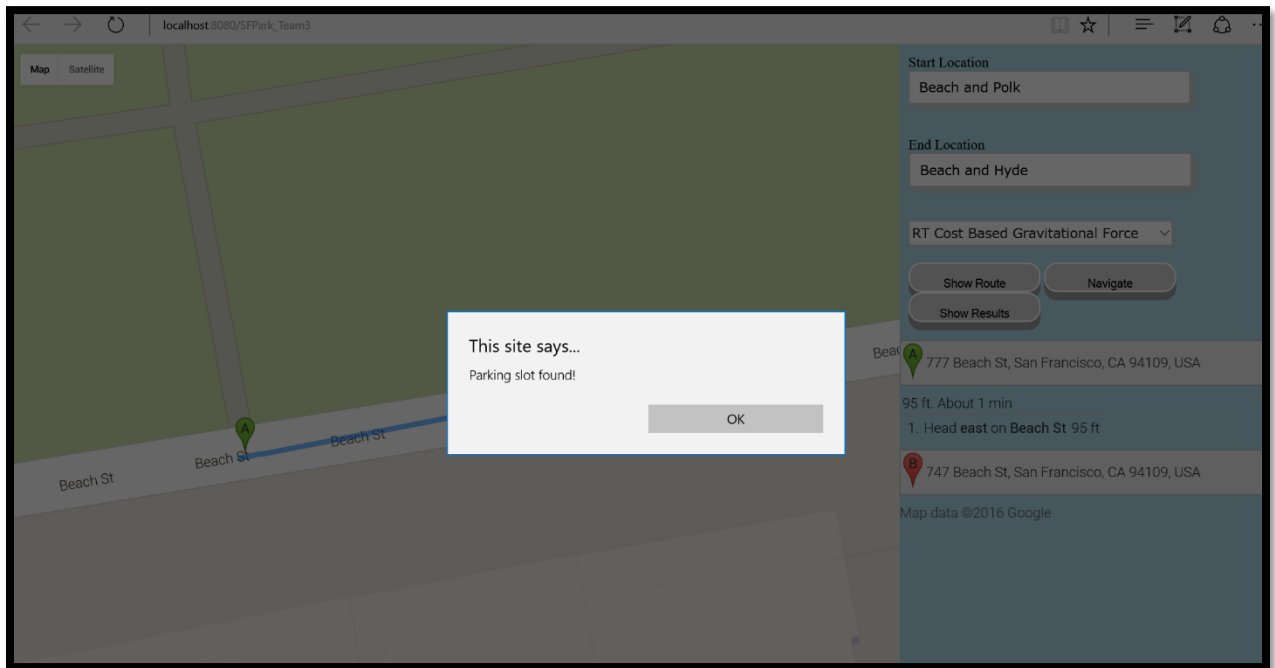 localhost:8080/SFPark_Team3
Map Satellite
Start Location
Beach and Polk
End Location
Beach and Hyde
RT Cost Based Gravitational Force
Show Route Navigate
Show Results
This site says...
Parking slot found!
OK
A 777 Beach St, San Francisco, CA 94109, USA
95 ft. About 1 min
1. Head east on Beach St 95 ft
B 747 Beach St, San Francisco, CA 94109, USA
Map data ©2016 Google
A
Beach St
Beach St
Beach St
Beac